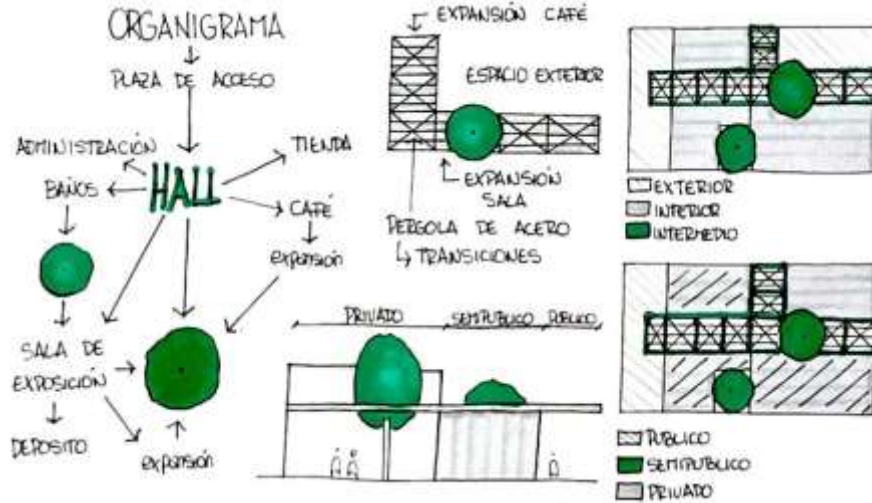 ORGANIGRAMA
PLAZA DE ACCESO
ADMINISTRACIÓN
HALL
TIENDA
BAÑOS
CAFÉ
expansión
SALA DE
EXPOSICIÓN
DEPOSITO
expansión
EXPANSIÓN CAFÉ
ESPACIO EXTERIOR
EXPANSIÓN
SALA
PERGOLA DE ACERO
TRANSICIONES
PRIVADO
SEMIPUBLICO
PUBLICO
EXTERIOR
INTERIOR
INTERMEDIO
PUBLICO
SEMIPUBLICO
PRIVADO